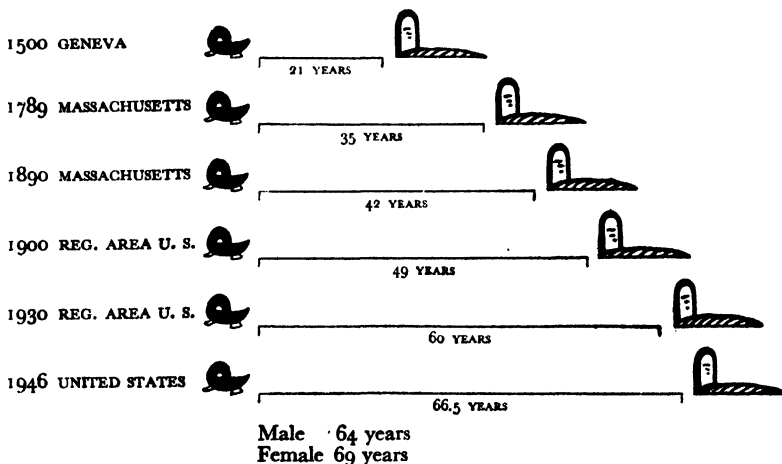 1500 GENEVA
21 YEARS
1789 MASSACHUSETTS
35 YEARS
1890 MASSACHUSETTS
42 YEARS
1900 REG. AREA U. S.
49 YEARS
1930 REG. AREA U. S.
60 YEARS
1946 UNITED STATES
66.5 YEARS
Male 64 years
Female 69 years